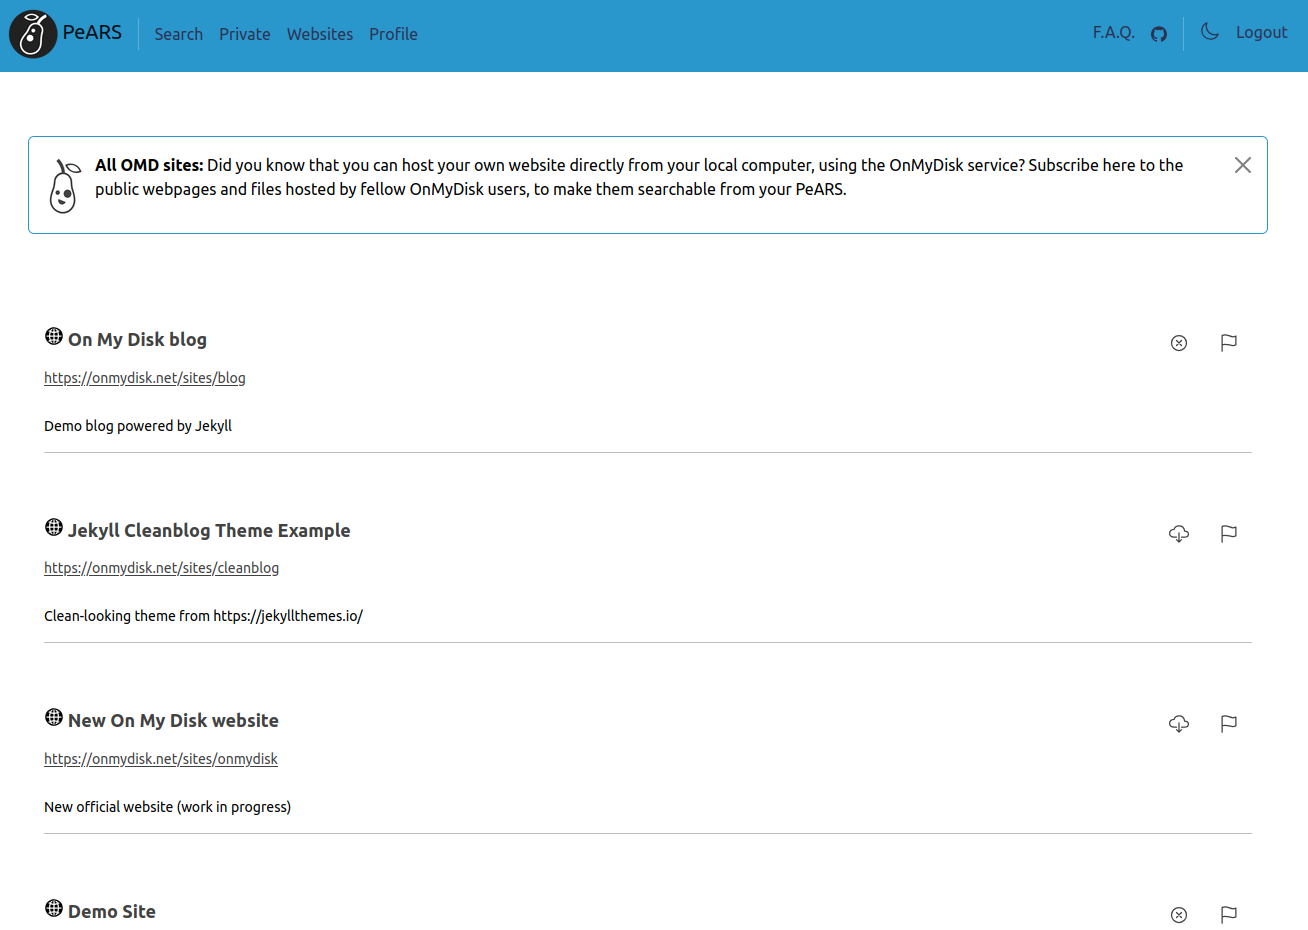 PeARS Search Private Websites Profile F.A.Q. Logout
All OMD sites: Did you know that you can host your own website directly from your local computer, using the OnMyDisk service? Subscribe here to the
public webpages and files hosted by fellow OnMyDisk users, to make them searchable from your PeARS.
On My Disk blog
https://onmydisk.net/sites/blog
Demo blog powered by Jekyll
Jekyll Cleanblog Theme Example
https://onmydisk.net/sites/cleanblog
Clean-looking theme from https://jekyllthemes.io/
New On My Disk website
https://onmydisk.net/sites/onmydisk
New official website (work in progress)
Demo Site